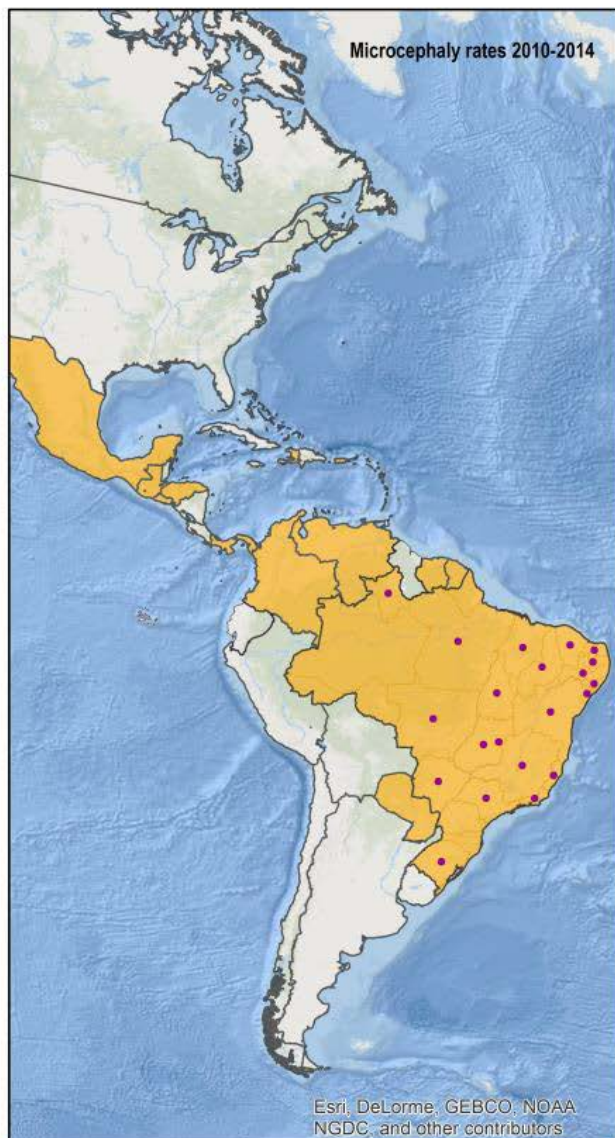 Microcephaly rates 2010-2014
Esri, DeLorme, GEBCO, NOAA
NGDC, and other contributors